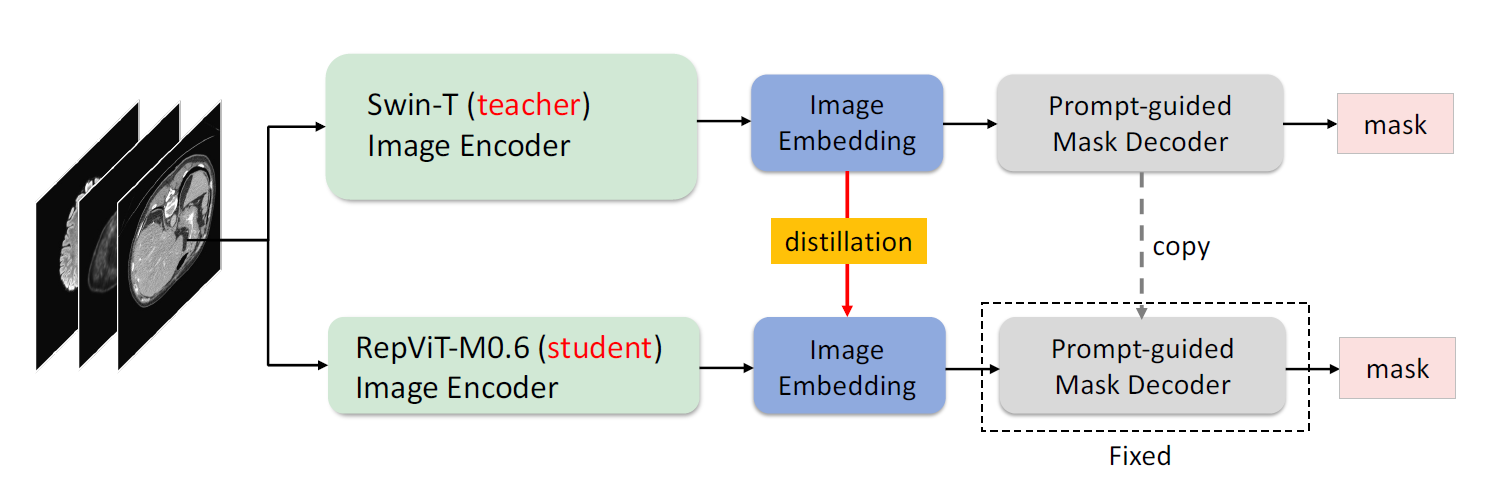 Swin-T (teacher)
Image Encoder
Image
Embedding
Prompt-guided
Mask Decoder
mask
distillation
copy
RepViT-M0.6 (student)
Image Encoder
Image
Embedding
Prompt-guided
Mask Decoder
mask
Fixed